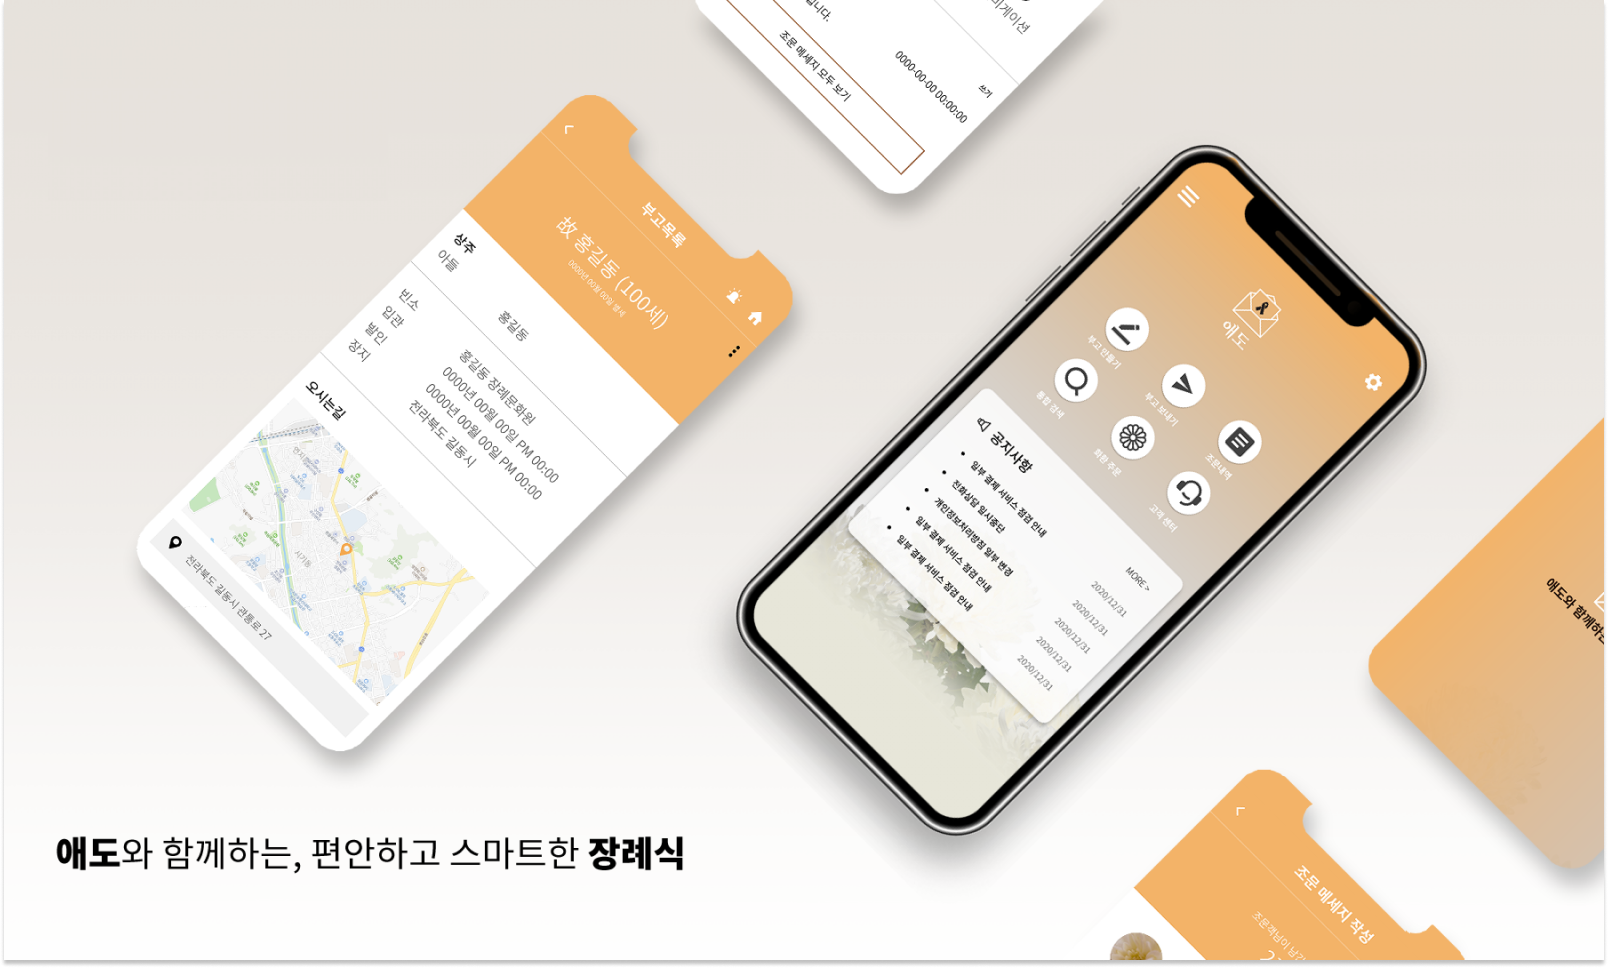 비게이션
니다.
0000-00-00 00:00:00
쓰기
조문 메세지 모두 보기
부고목록
故 홍길동 (100세)
0000년 00월 00일 별세
상주
아들
홍길동
빈소
홍길동 장례문화원
입관
0000년 00월 00일 PM 00:00
발인
0000년 00월 00일 PM 00:00
장지
전라북도 길동시
오시는길
전라북도 길동시 관통로 27
애도
부고 만들기
부고 보내기
조문내역
통합 검색
화환 주문
고객 센터
공지사항
MORE >
일부 결제 서비스 점검 안내
2020/12/31
전화상담 일시중단
2020/12/31
개인정보처리방침 일부 변경
2020/12/31
일부 결제 서비스 점검 안내
2020/12/31
일부 결제 서비스 점검 안내
2020/12/31
애도와 함께하는
조문 메세지 작성
조문객님이 남긴
애도와 함께하는, 편안하고 스마트한 장례식